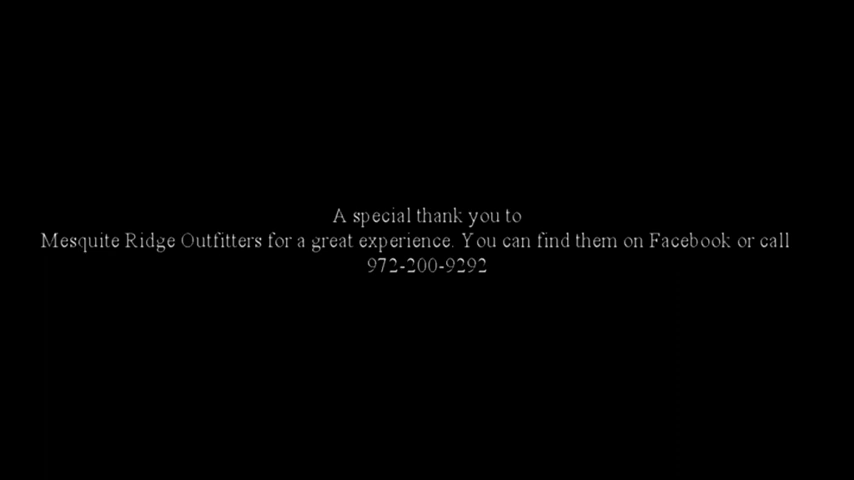 A special thank you to
Mesquite Ridge Outfitters for a great experience. You can find them on Facebook or call
972-200-9292